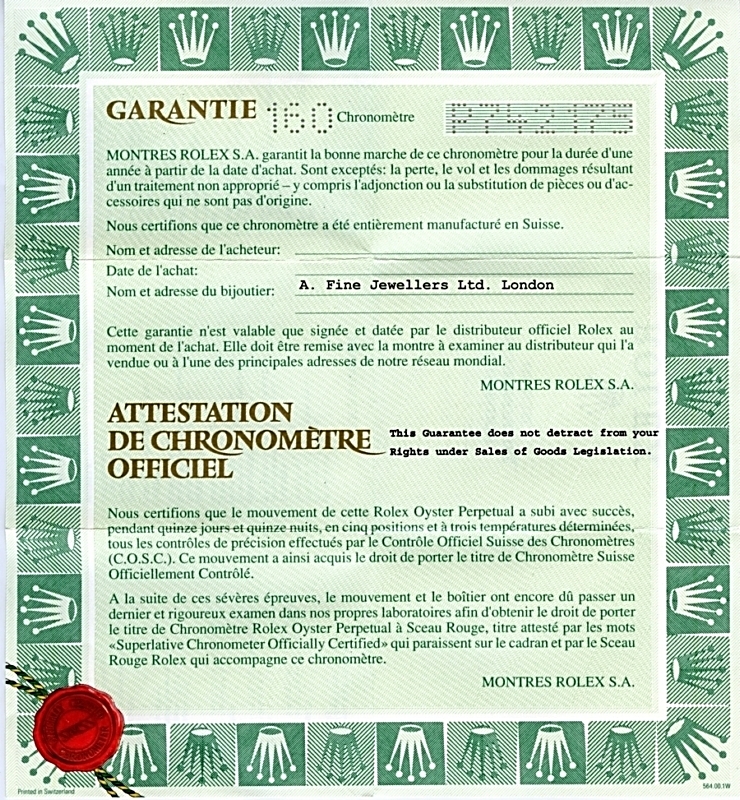 GARANTIE 160 Chronomètre P742175
MONTRES ROLEX S.A. garantit la bonne marche de ce chronomètre pour la durée d'une
année à partir de la date d'achat. Sont exceptés: la perte, le vol et les dommages résultant
d'un traitement non approprié – y compris l'adjonction ou la substitution de pièces ou d'ac-
cessoires qui ne sont pas d'origine.
Nous certifions que ce chronomètre a été entièrement manufacturé en Suisse.
Nom et adresse de l'acheteur:
Date de l'achat:
Nom et adresse du bijoutier: A. Fine Jewellers Ltd. London
Cette garantie n'est valable que signée et datée par le distributeur officiel Rolex au
moment de l'achat. Elle doit être remise avec la montre à examiner au distributeur qui l'a
vendue ou à l'une des principales adresses de notre réseau mondial.
MONTRES ROLEX S.A.
ATTESTATION
DE CHRONOMÈTRE
OFFICIEL
This Guarantee does not detract from your
Rights under Sales of Goods Legislation.
Nous certifions que le mouvement de cette Rolex Oyster Perpetual a subi avec succès,
pendant quinze jours et quinze nuits, en cinq positions et à trois températures déterminées,
tous les contrôles de précision effectués par le Contrôle Officiel Suisse des Chronomètres
(C.O.S.C.). Ce mouvement a ainsi acquis le droit de porter le titre de Chronomètre Suisse
Officiellement Contrôlé.
A la suite de ces sévères épreuves, le mouvement et le boîtier ont encore dû passer un
dernier et rigoureux examen dans nos propres laboratoires afin d'obtenir le droit de porter
le titre de Chronomètre Rolex Oyster Perpetual à Sceau Rouge, titre attesté par les mots
«Superlative Chronometer Officially Certified» qui paraissent sur le cadran et par le Sceau
Rouge Rolex qui accompagne ce chronomètre.
MONTRES ROLEX S.A.
Printed in Switzerland
564.00.1W